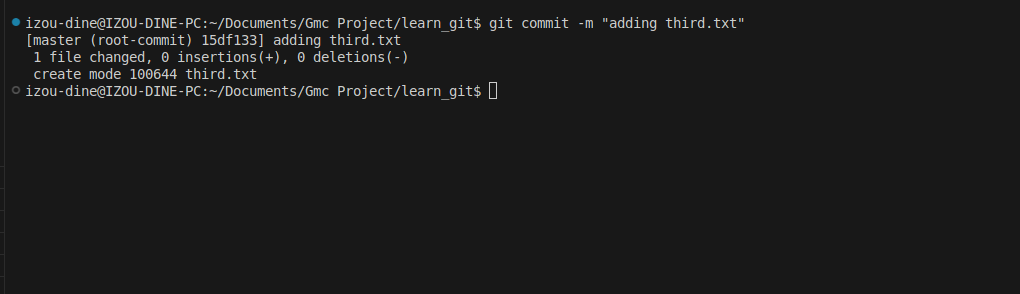 izou-dine@IZOU-DINE-PC:~/Documents/Gmc Project/learn_git$ git commit -m "adding third.txt"
[master (root-commit) 15df133] adding third.txt
 1 file changed, 0 insertions(+), 0 deletions(-)
 create mode 100644 third.txt
izou-dine@IZOU-DINE-PC:~/Documents/Gmc Project/learn_git$